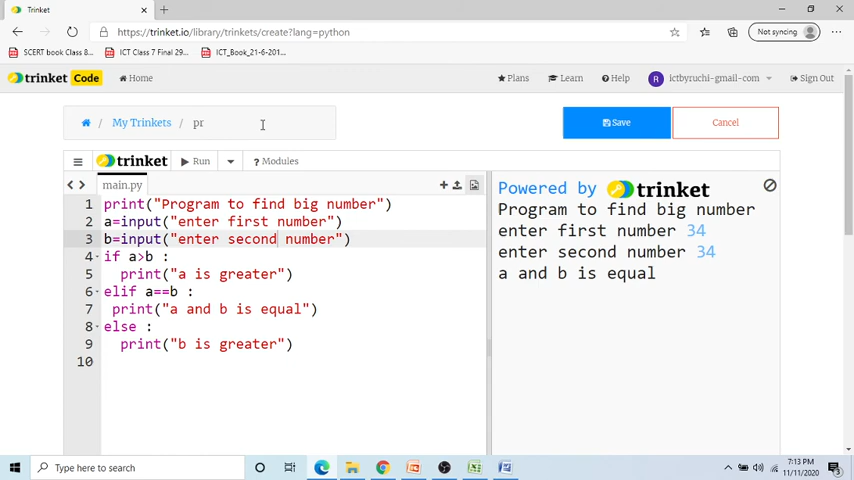 Trinket
https://trinket.io/library/trinkets/create?lang=python
Not syncing
SCERT book Class 8...
ICT Class 7 Final 29...
ICT_Book_21-6-201...
trinket Code
Home
Plans
Learn
Help
R
ictbyruchi-gmail-com
Sign Out
/ My Trinkets / pr
Save
Cancel
trinket
Run
Modules
main.py
1 print("Program to find big number")
2 a=input("enter first number")
3 b=input("enter second number")
4 if a>b :
5 print("a is greater")
6 elif a==b :
7 print("a and b is equal")
8 else :
9 print("b is greater")
10
Powered by trinket
Program to find big number
enter first number 34
enter second number 34
a and b is equal
Type here to search
7:13 PM
11/11/2020
3